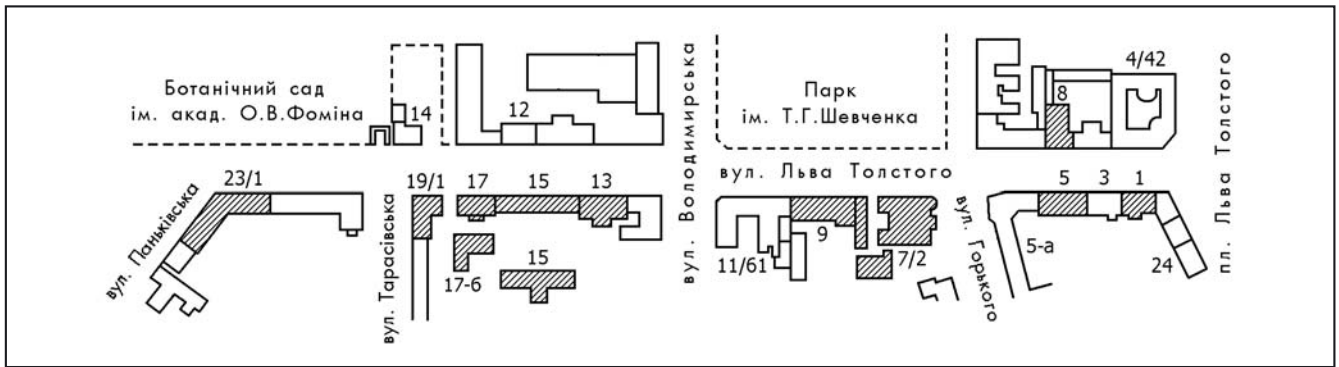 Ботанічний сад
ім. акад. О.В.Фоміна
14
12
вул. Володимирська
Парк
ім. Т.Г.Шевченка
8
4/42
пл. Льва Толстого
вул. Льва Толстого
вул. Паньківська
23/1
вул. Тарасівська
19/1
17
15
13
17-б
15
11/61
9
7/2
вул. Горького
5
3
1
5-а
24